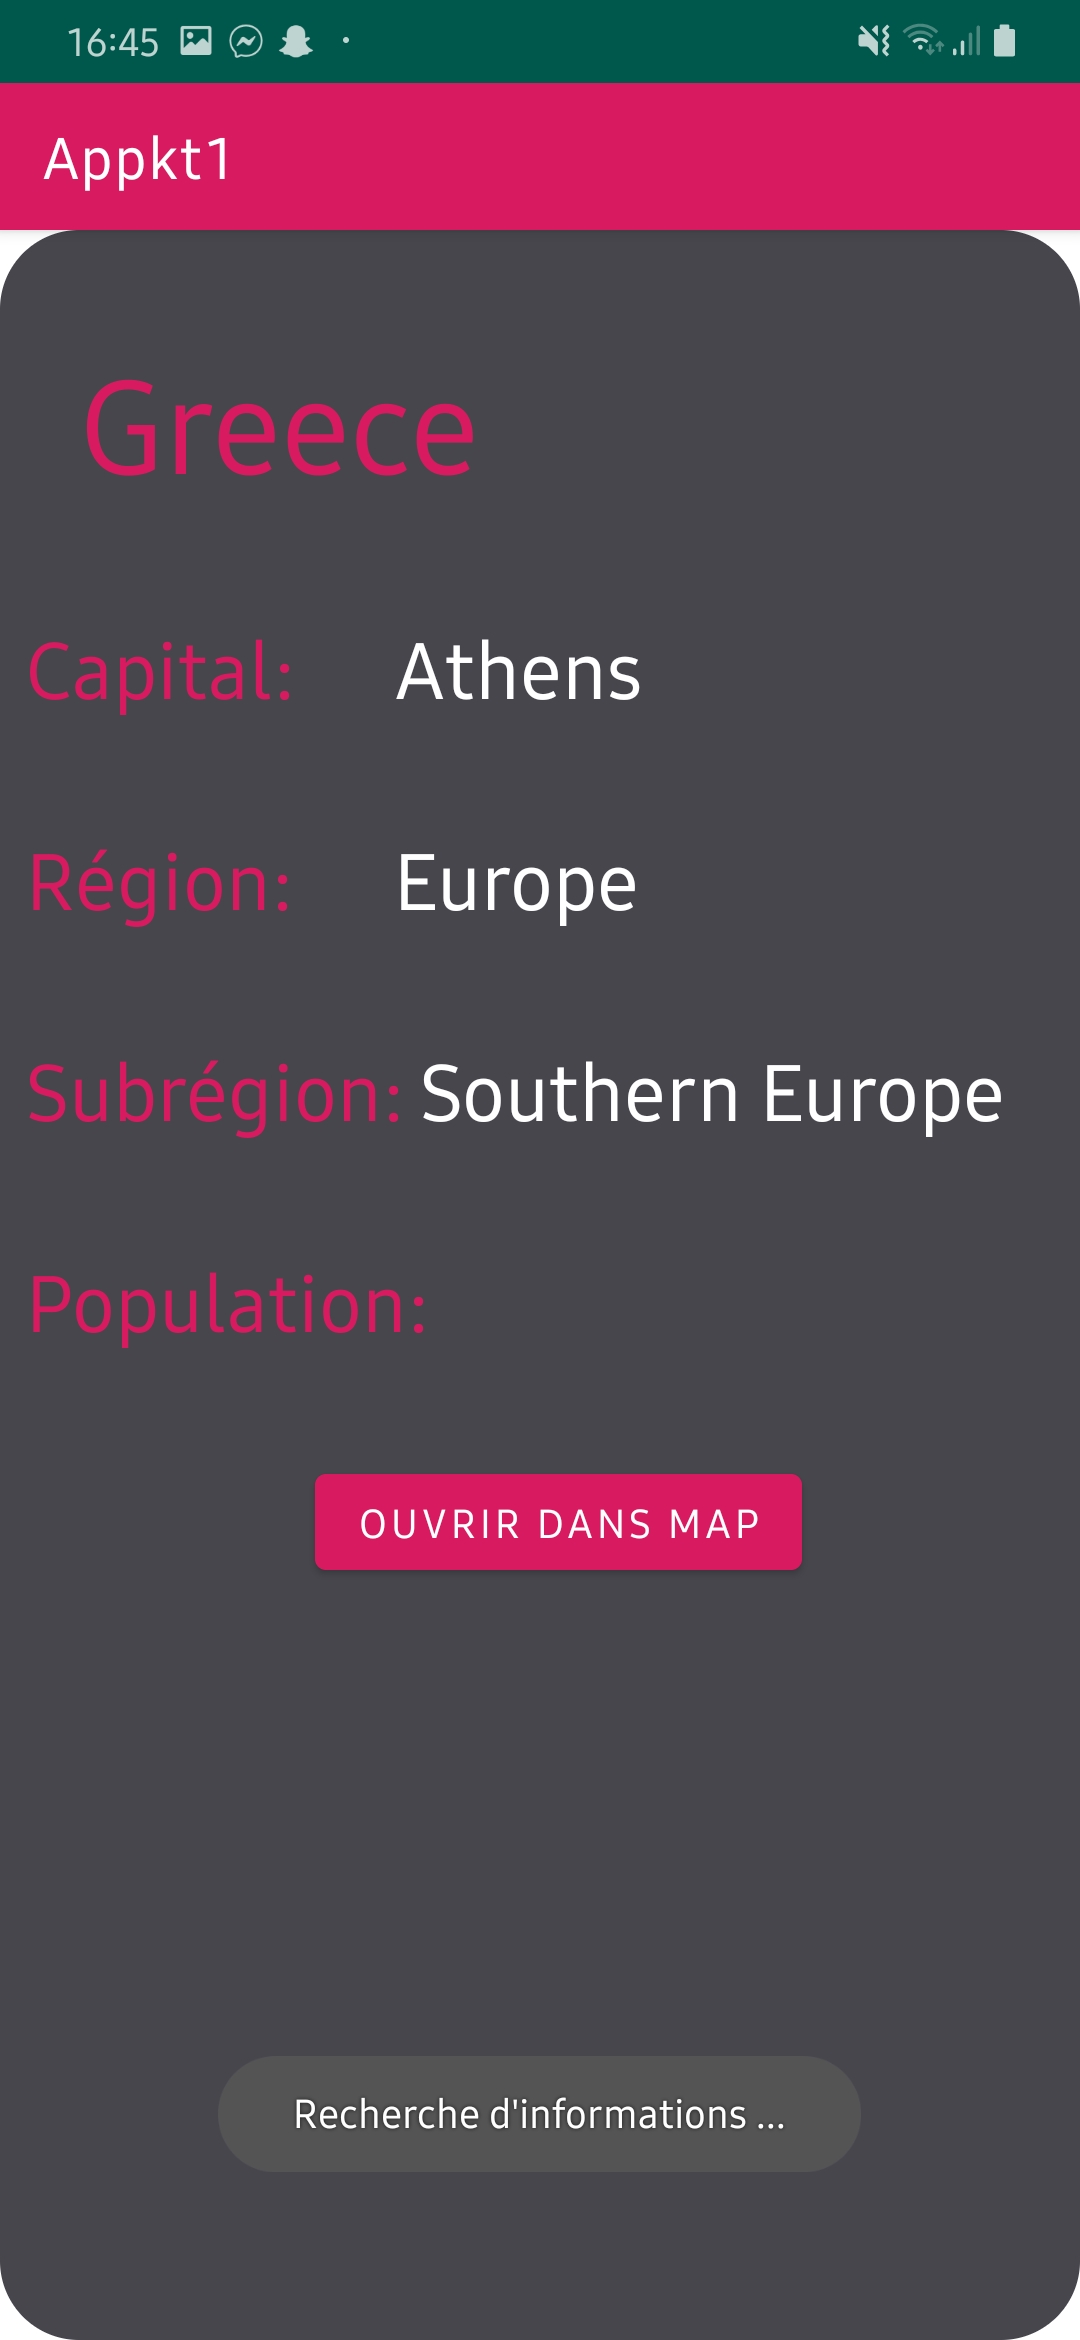 16:45
Appkt1
Greece
Capital: Athens
Région: Europe
Subrégion: Southern Europe
Population:
OUVRIR DANS MAP
Recherche d'informations ...